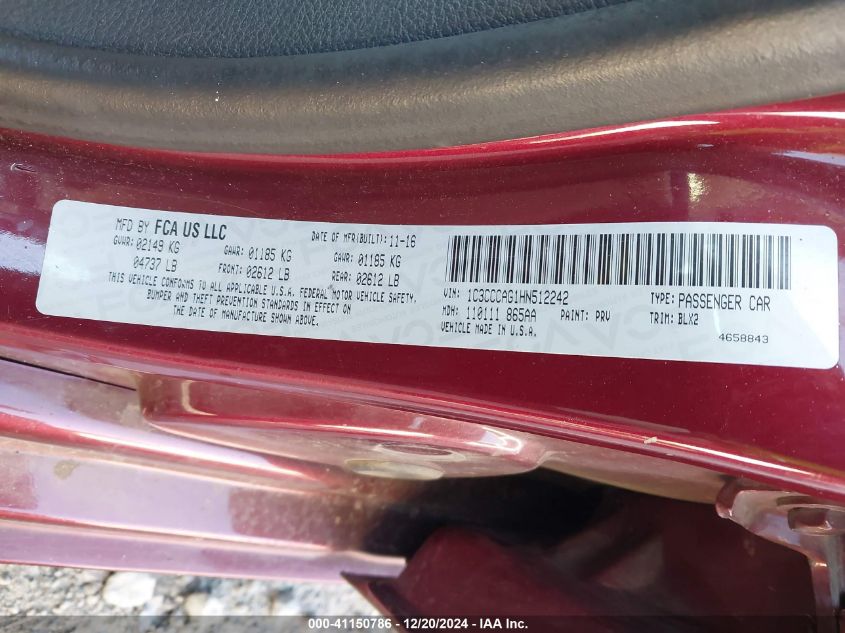 MFD BY FCA US LLC
DATE OF MFR(BUILT): 11-16
GVWR: 02149 KG
GAWR: 01185 KG
GAWR: 01185 KG
04737 LB
FRONT: 02612 LB
REAR: 02612 LB
THIS VEHICLE CONFORMS TO ALL APPLICABLE U.S.A. FEDERAL MOTOR VEHICLE SAFETY,
BUMPER AND THEFT PREVENTION STANDARDS IN EFFECT ON
THE DATE OF MANUFACTURE SHOWN ABOVE.
VIN: 1C3CCCAG1HN512242
TYPE: PASSENGER CAR
MDH: 110111 865AA
PAINT: PRV
TRIM: BLX2
VEHICLE MADE IN U.S.A.
4658843
000-41150786 - 12/20/2024 - IAA Inc.